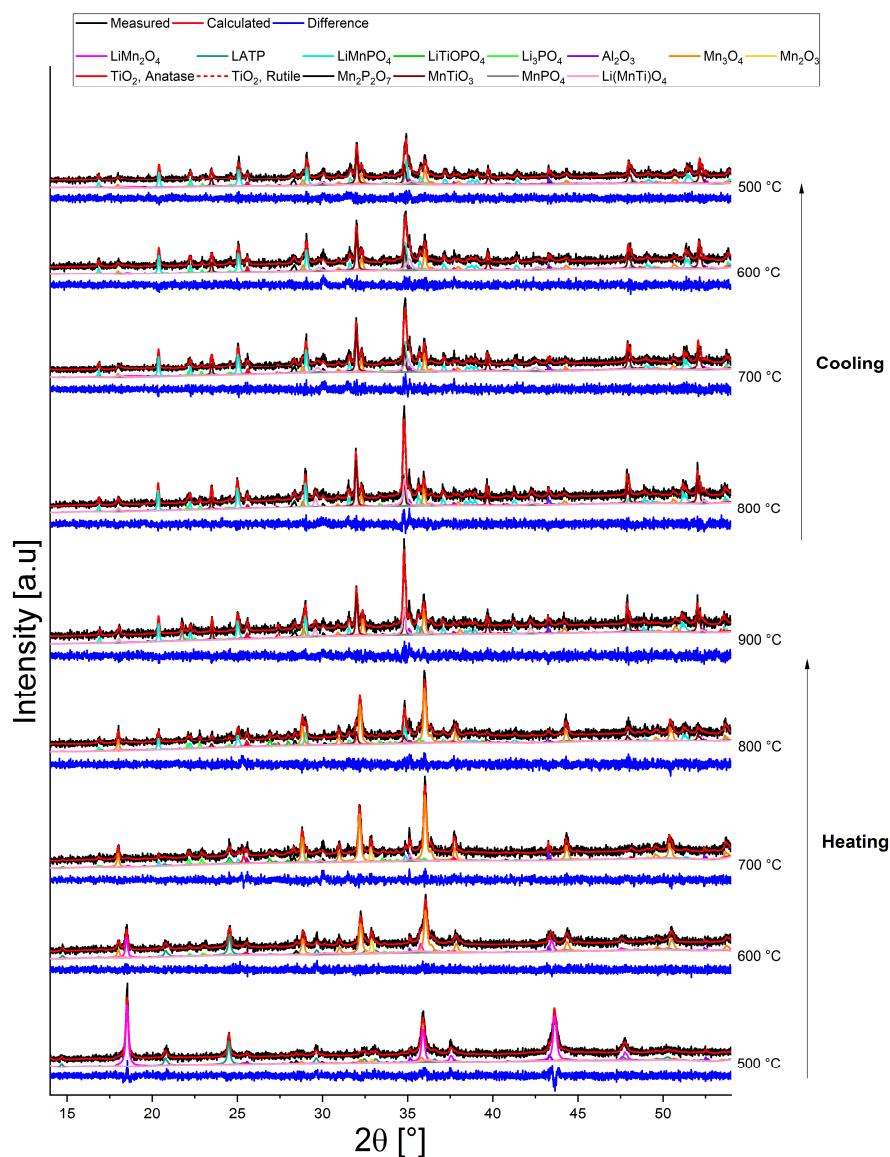 Measured Calculated Difference
LiMn₂O₄ LATP LiMnPO₄ LiTiOPO₄ Li₃PO₄ Al₂O₃ Mn₃O₄ Mn₂O₃
TiO₂, Anatase TiO₂, Rutile Mn₂P₂O₇ MnTiO₃ MnPO₄ Li(MnTi)O₄
500 °C
600 °C
700 °C
Cooling
800 °C
Intensity [a.u]
900 °C
800 °C
Heating
700 °C
600 °C
500 °C
15 20 25 30 35 40 45 50
2θ [°]